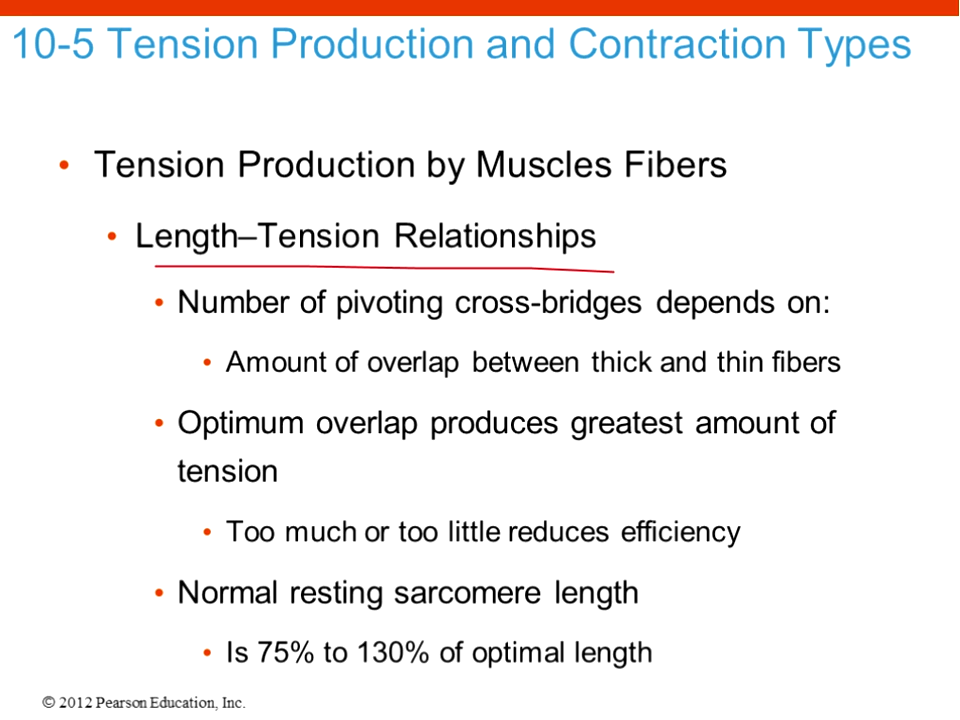 10-5 Tension Production and Contraction Types
• Tension Production by Muscles Fibers
• Length–Tension Relationships
• Number of pivoting cross-bridges depends on:
• Amount of overlap between thick and thin fibers
• Optimum overlap produces greatest amount of
tension
• Too much or too little reduces efficiency
• Normal resting sarcomere length
• Is 75% to 130% of optimal length
© 2012 Pearson Education, Inc.